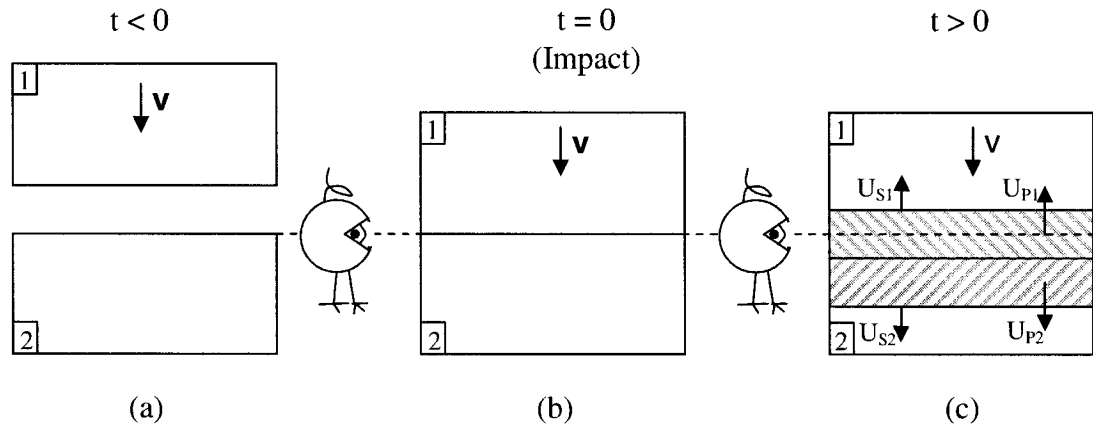 t < 0
t = 0
(Impact)
t > 0
1
v
2
1
v
2
1
v
U_S1
U_P1
U_S2
U_P2
2
(a)
(b)
(c)